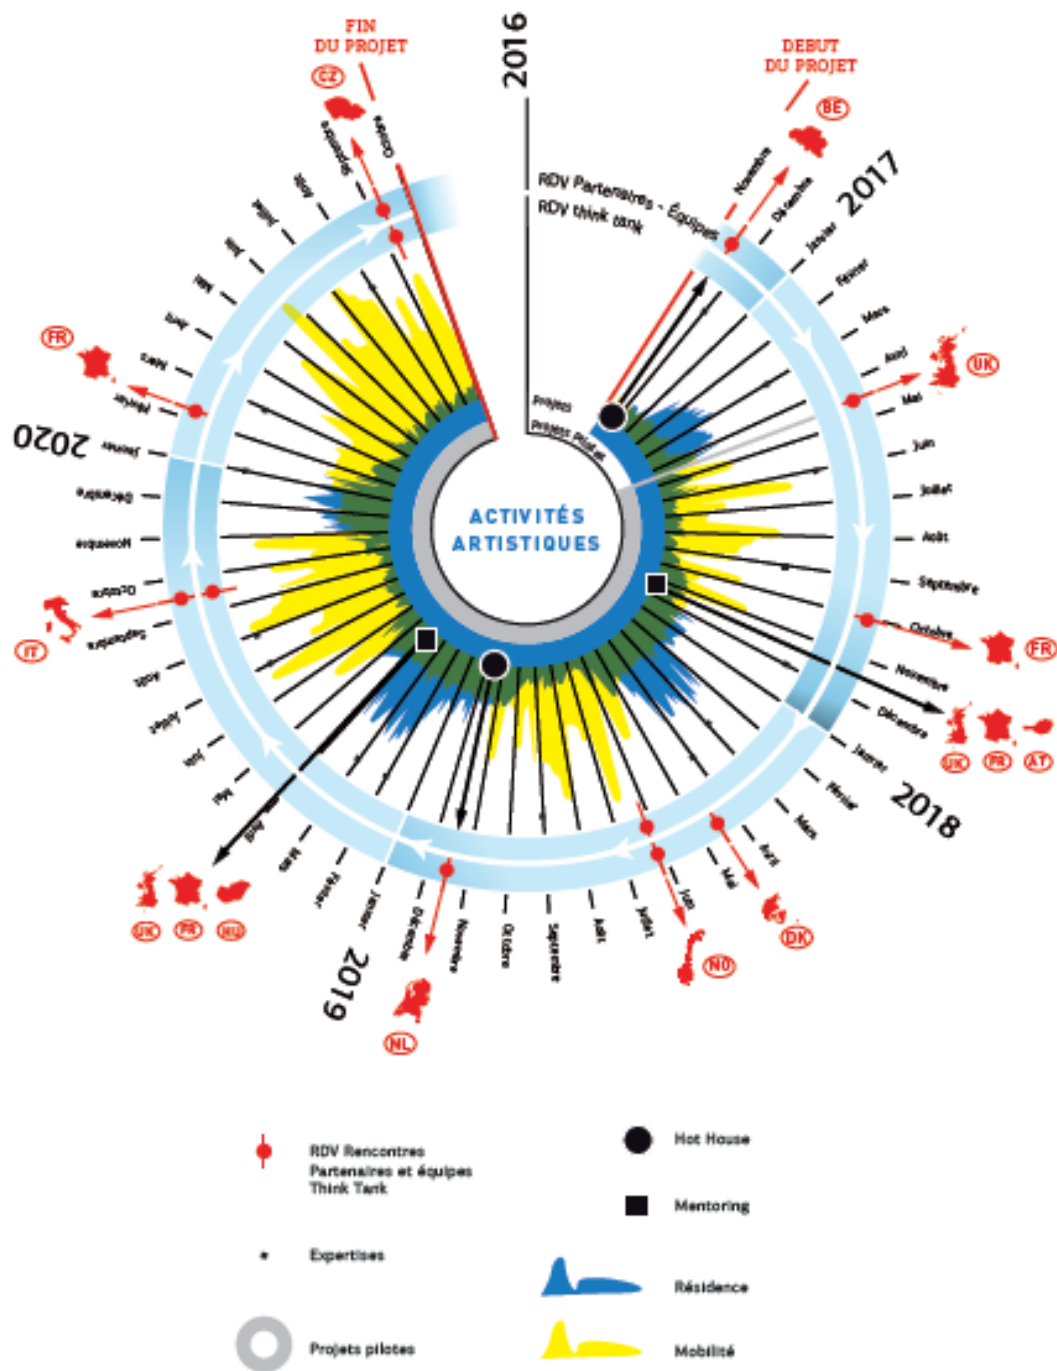 FIN
DU PROJET
2016
DEBUT
DU PROJET
CZ
BE
RDV Partenaires - Équipes
RDV think tank
Projets
Projets Pilotes
Novembre
Décembre
2017
Janvier
Février
Mars
Avril
UK
Mai
Juin
Juillet
Août
Septembre
Octobre
FR
Novembre
Décembre
UK
FR
AT
2018
Janvier
Février
Mars
Avril
DK
Mai
Juin
NO
Juillet
Août
Septembre
Octobre
Novembre
NL
Décembre
2019
Janvier
Février
Mars
Avril
UK
FR
HU
Mai
Juin
Juillet
Août
Septembre
IT
Octobre
Novembre
Décembre
2020
Janvier
Février
FR
Mars
Avril
Mai
Juin
Juillet
Août
Septembre
Octobre
ACTIVITÉS
ARTISTIQUES
RDV Rencontres
Partenaires et équipes
Think Tank
Expertises
Projets pilotes
Hot House
Mentoring
Résidence
Mobilité